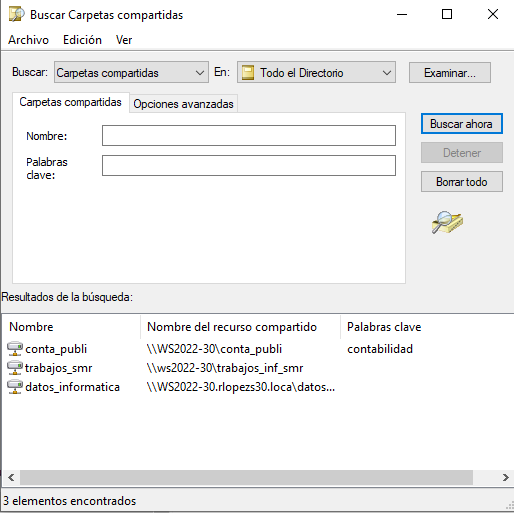 Buscar Carpetas compartidas
Archivo Edición Ver
Buscar: Carpetas compartidas En: Todo el Directorio Examinar...
Carpetas compartidas Opciones avanzadas
Buscar ahora
Nombre:
Detener
Palabras clave:
Borrar todo
Resultados de la búsqueda:
Nombre Nombre del recurso compartido Palabras clave
conta_publi \\WS2022-30\conta_publi contabilidad
trabajos_smr \\ws2022-30\trabajos_inf_smr
datos_informatica \\WS2022-30.rlopezs30.loca\datos...
3 elementos encontrados